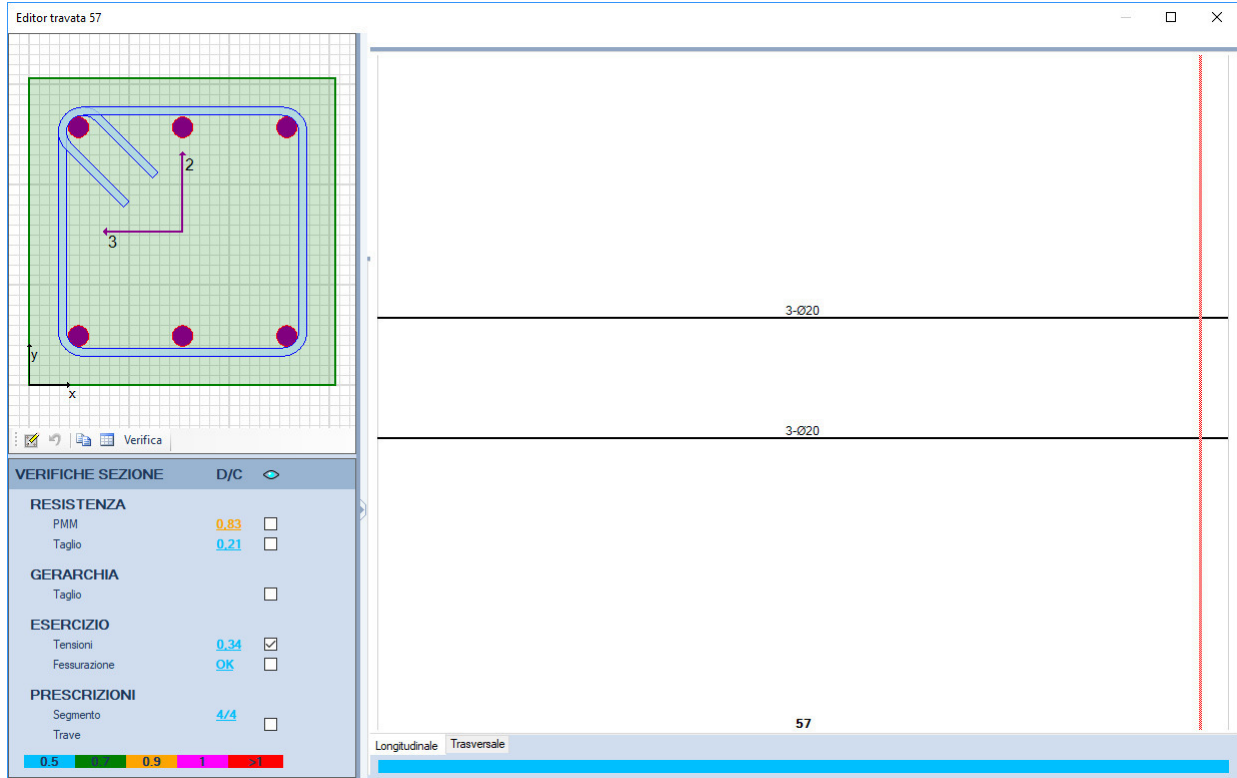 Editor travata 57
2
3
y
x
Verifica
VERIFICHE SEZIONE D/C
RESISTENZA
PMM 0,83
Taglio 0,21
GERARCHIA
Taglio
ESERCIZIO
Tensioni 0,34
Fessurazione OK
PRESCRIZIONI
Segmento 4/4
Trave
0.5 0.7 0.9 1 >1
3-Ø20
3-Ø20
57
Longitudinale Trasversale